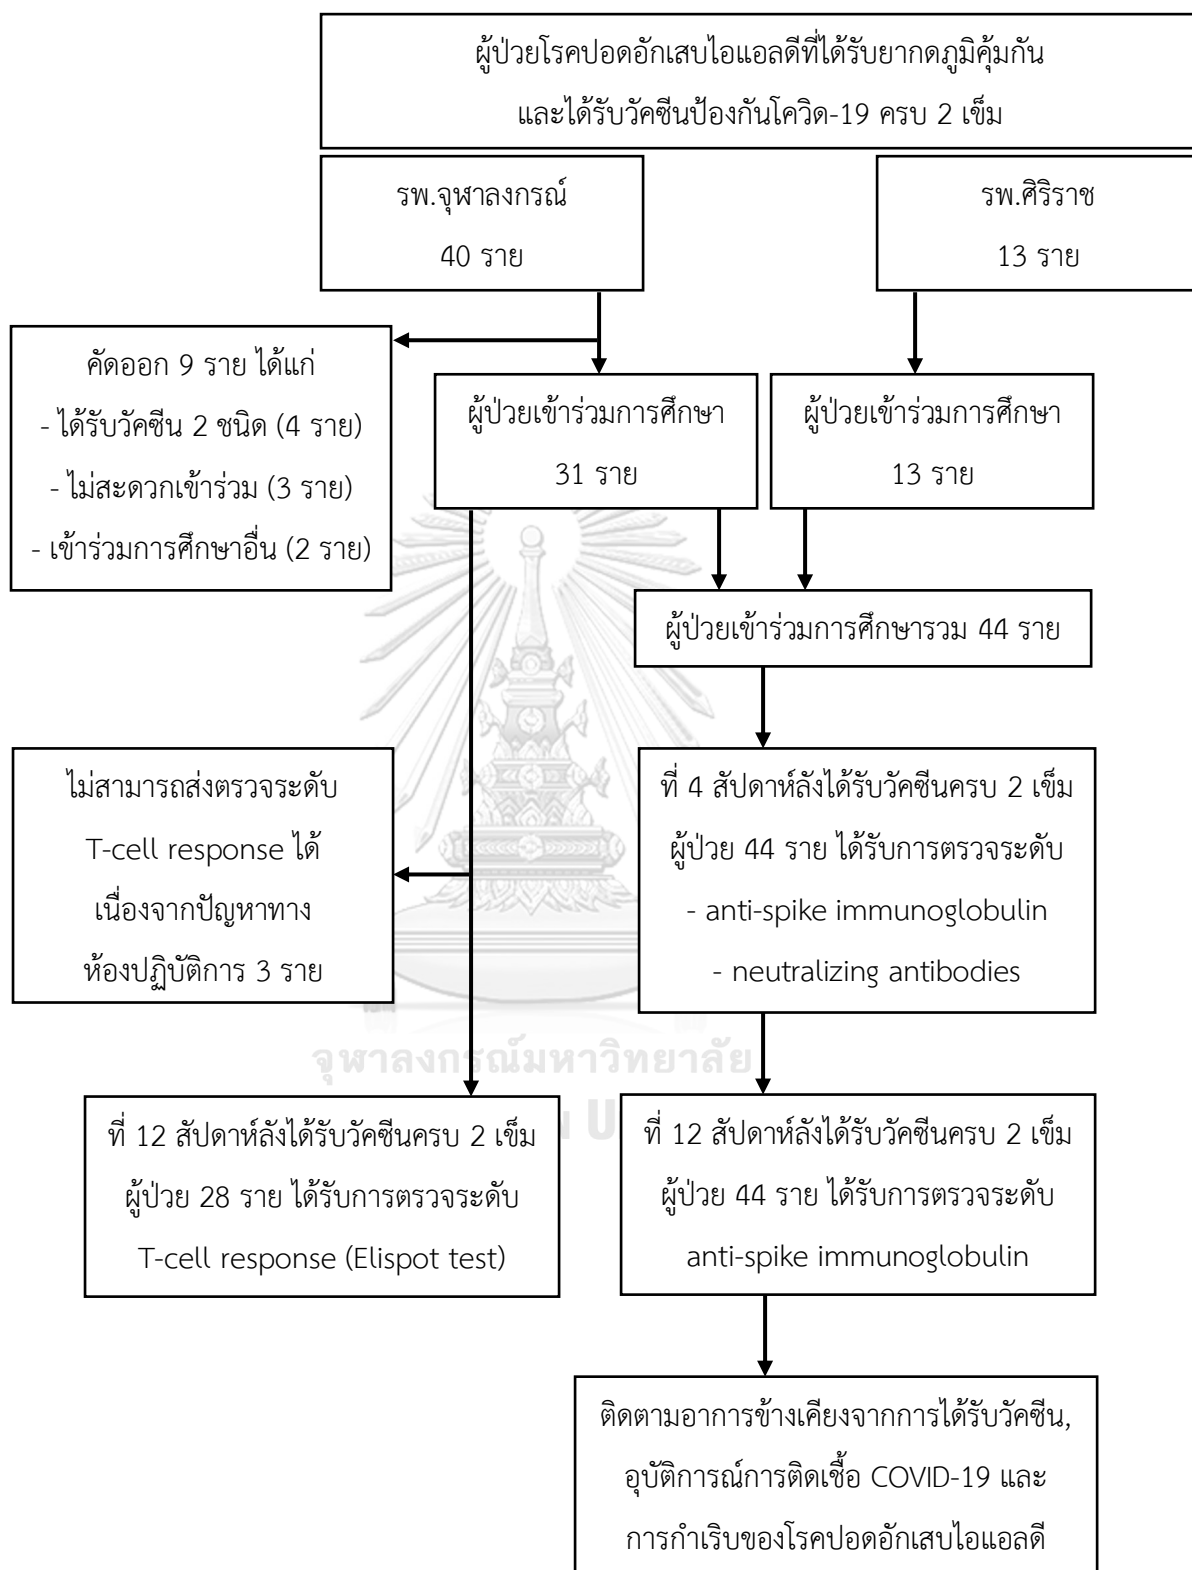 ผู้ป่วยโรคปอดอักเสบไอแอลดีที่ได้รับยากดภูมิคุ้มกัน
และได้รับวัคซีนป้องกันโควิด-19 ครบ 2 เข็ม
รพ.จุฬาลงกรณ์
40 ราย
รพ.ศิริราช
13 ราย
คัดออก 9 ราย ได้แก่
- ได้รับวัคซีน 2 ชนิด (4 ราย)
- ไม่สะดวกเข้าร่วม (3 ราย)
- เข้าร่วมการศึกษาอื่น (2 ราย)
ผู้ป่วยเข้าร่วมการศึกษา
31 ราย
ผู้ป่วยเข้าร่วมการศึกษา
13 ราย
ผู้ป่วยเข้าร่วมการศึกษารวม 44 ราย
ไม่สามารถส่งตรวจระดับ
T-cell response ได้
เนื่องจากปัญหาทาง
ห้องปฏิบัติการ 3 ราย
ที่ 4 สัปดาห์ลังได้รับวัคซีนครบ 2 เข็ม
ผู้ป่วย 44 ราย ได้รับการตรวจระดับ
- anti-spike immunoglobulin
- neutralizing antibodies
จุฬาลงกรณ์มหาวิทยาลัย
ที่ 12 สัปดาห์ลังได้รับวัคซีนครบ 2 เข็ม
ผู้ป่วย 28 ราย ได้รับการตรวจระดับ
T-cell response (Elispot test)
ที่ 12 สัปดาห์ลังได้รับวัคซีนครบ 2 เข็ม
ผู้ป่วย 44 ราย ได้รับการตรวจระดับ
anti-spike immunoglobulin
ติดตามอาการข้างเคียงจากการได้รับวัคซีน,
อุบัติการณ์การติดเชื้อ COVID-19 และ
การกำเริบของโรคปอดอักเสบไอแอลดี